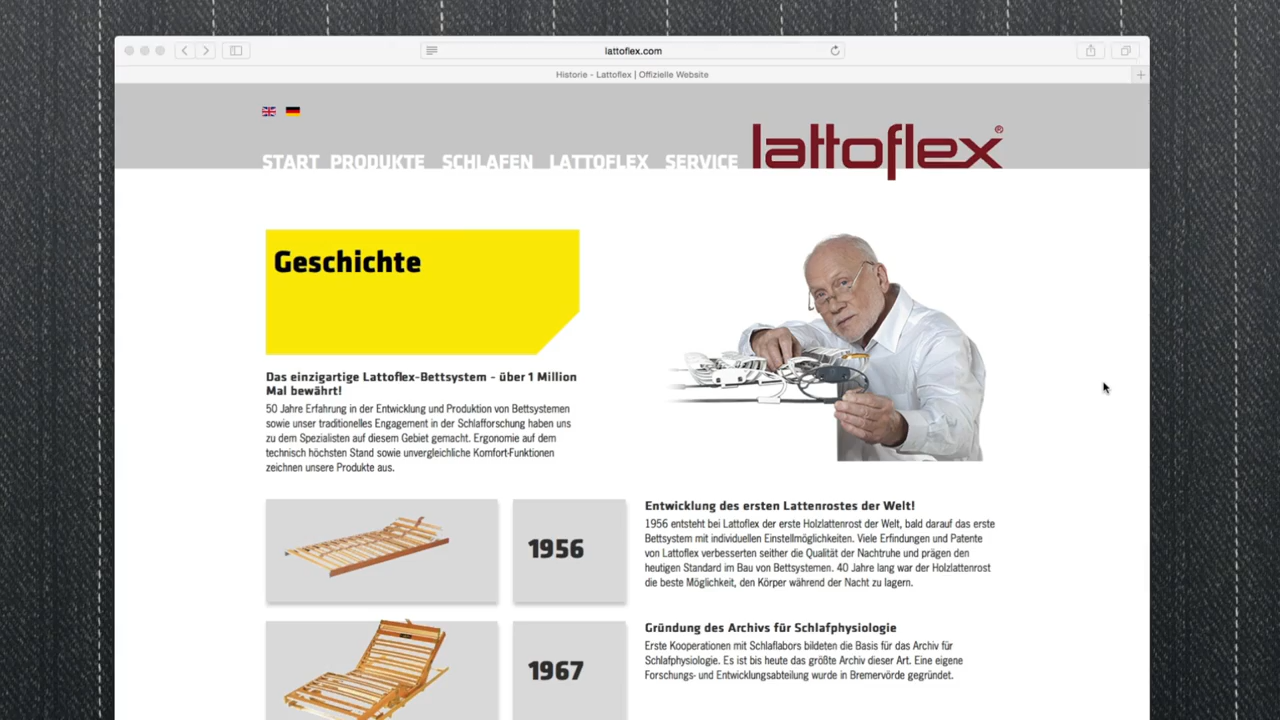 lattoflex.com
Historie - Lattoflex | Offizielle Website
START PRODUKTE SCHLAFEN LATTOFLEX SERVICE
lattoflex®
Geschichte
Das einzigartige Lattoflex-Bettsystem - über 1 Million
Mal bewährt!
50 Jahre Erfahrung in der Entwicklung und Produktion von Bettsystemen
sowie unser traditionelles Engagement in der Schlafforschung haben uns
zu dem Spezialisten auf diesem Gebiet gemacht. Ergonomie auf dem
technisch höchsten Stand sowie unvergleichliche Komfort-Funktionen
zeichnen unsere Produkte aus.
1956
Entwicklung des ersten Lattenrostes der Welt!
1956 entsteht bei Lattoflex der erste Holzlattenrost der Welt, bald darauf das erste
Bettsystem mit individuellen Einstellmöglichkeiten. Viele Erfindungen und Patente
von Lattoflex verbesserten seither die Qualität der Nachtruhe und prägen den
heutigen Standard im Bau von Bettsystemen. 40 Jahre lang war der Holzlattenrost
die beste Möglichkeit, den Körper während der Nacht zu lagern.
1967
Gründung des Archivs für Schlafphysiologie
Erste Kooperationen mit Schlaflabors bildeten die Basis für das Archiv für
Schlafphysiologie. Es ist bis heute das größte Archiv dieser Art. Eine eigene
Forschungs- und Entwicklungsabteilung wurde in Bremervörde gegründet.